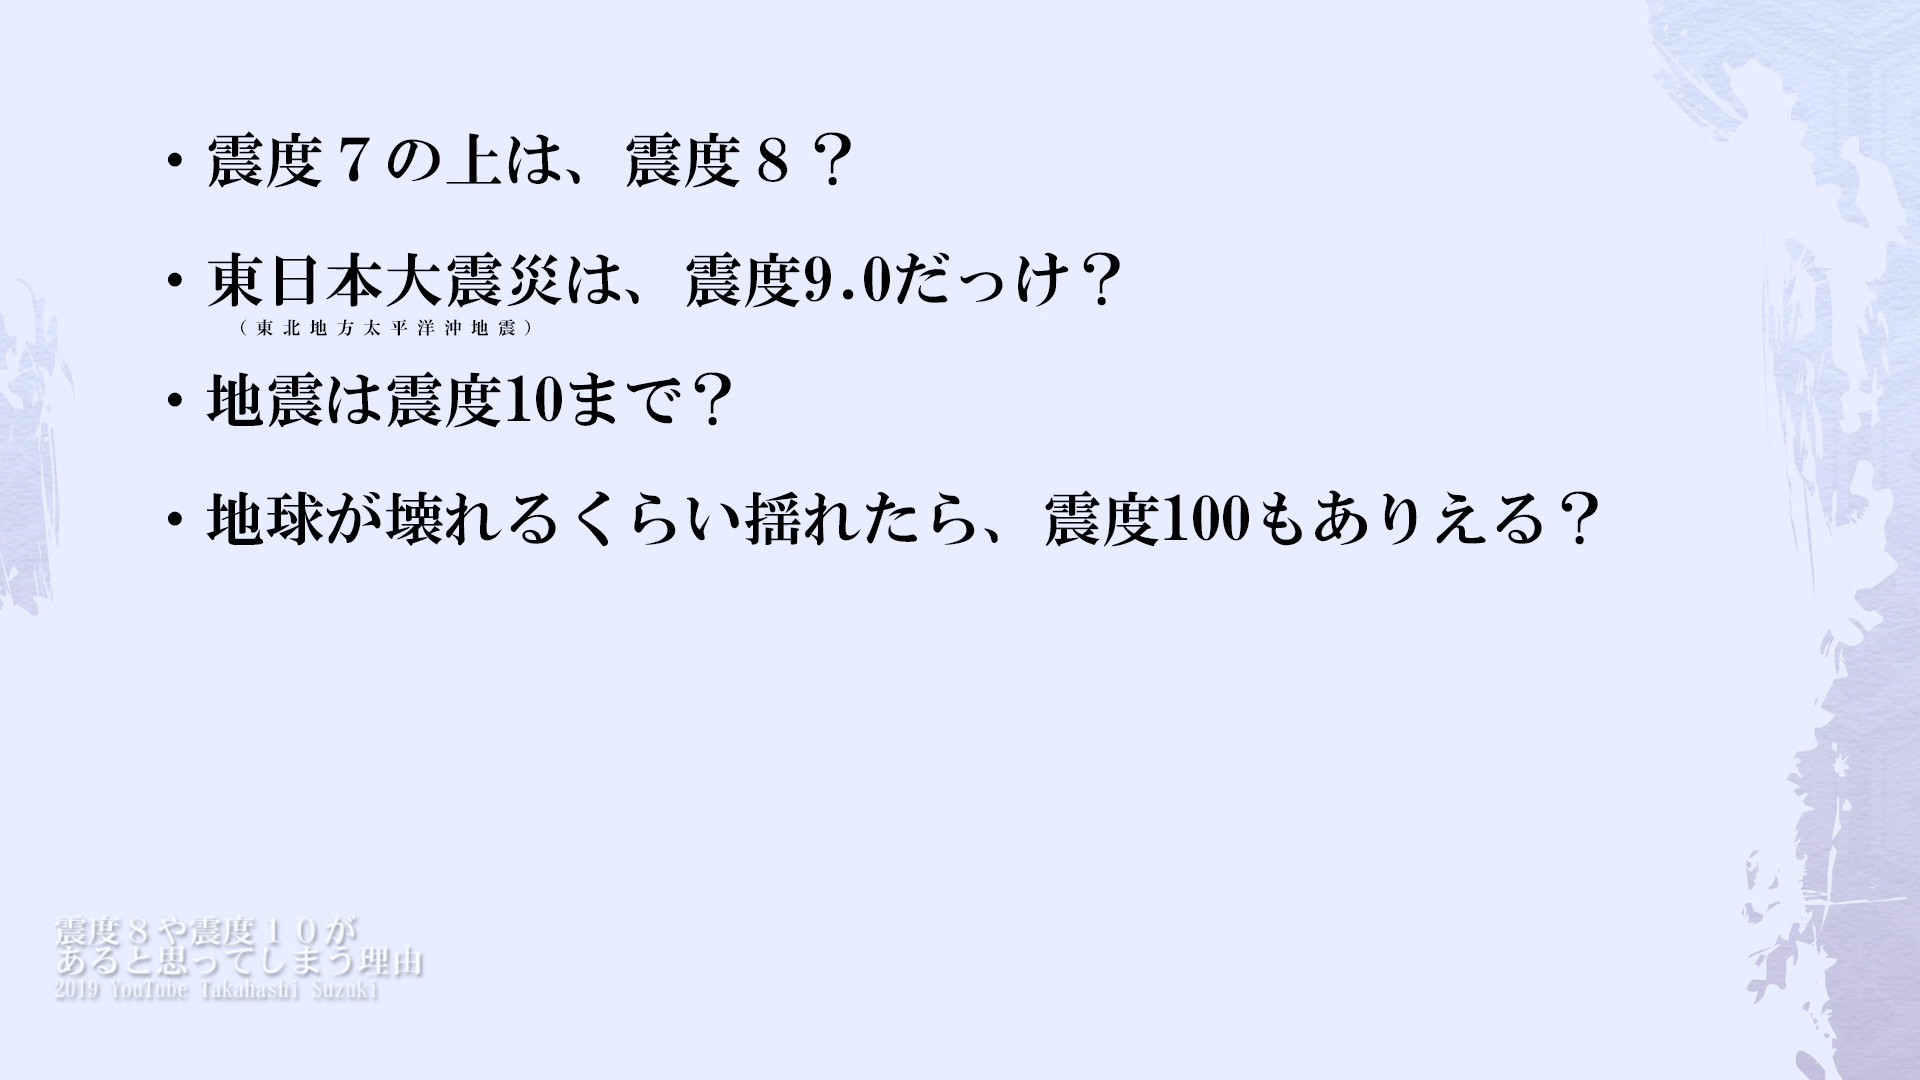 ・震度７の上は、震度８？
・東日本大震災は、震度9.0だっけ？
（東北地方太平洋沖地震）
・地震は震度10まで？
・地球が壊れるくらい揺れたら、震度100もありえる？
震度８や震度１０が
あると思ってしまう理由
2019 YouTube Takahashi Suzuki